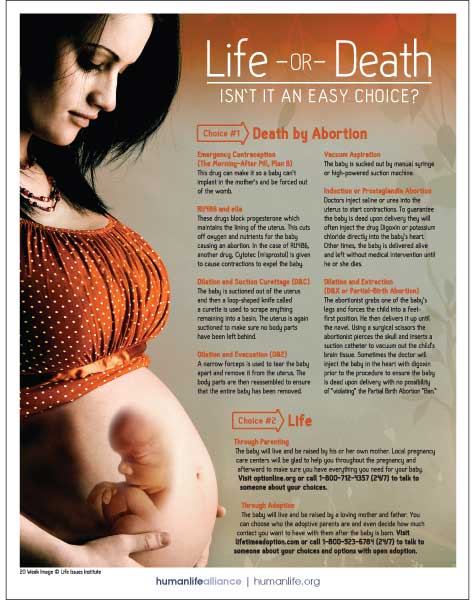 Life -OR- Death
ISN'T IT AN EASY CHOICE?
Choice #1 Death by Abortion
Emergency Contraception
(The Morning-After Pill, Plan B)
This drug can make it so a baby can't
implant in the mother's and be forced out
of the womb.
RU486 and ella
These drugs block progesterone which
maintains the lining of the uterus. This cuts
off oxygen and nutrients for the baby
causing an abortion. In the case of RU486,
another drug, Cytotec (misprostol) is given
to cause contractions to expel the baby.
Dilation and Suction Curettage (D&C)
The baby is suctioned out of the uterus
and then a loop-shaped knife called
a curette is used to scrape anything
remaining into a basin. The uterus is again
suctioned to make sure no body parts
have been left behind.
Dilation and Evacuation (D&E)
A narrow forceps is used to tear the baby
apart and remove it from the uterus. The
body parts are then reassembled to ensure
that the entire baby has been removed.
Vacuum Aspiration
The baby is sucked out by manual syringe
or high-powered suction machine.
Induction or Prostaglandin Abortion
Doctors inject saline or urea into the
uterus to start contractions. To guarantee
the baby is dead upon delivery they will
often inject the drug Digoxin or potassium
chloride directly into the baby's heart.
Other times, the baby is delivered alive
and left without medical intervention until
he or she dies.
Dilation and Extraction
(D&X or Partial-Birth Abortion)
The abortionist grabs one of the baby's
legs and forces the child into a feet-
first position. He then delivers it up until
the navel. Using a surgical scissors the
abortionist pierces the skull and inserts a
suction catheter to vacuum out the child's
brain tissue. Sometimes the doctor will
inject the baby in the heart with digoxin
prior to the procedure to ensure the baby
is dead upon delivery with no possibility
of "violating" the Partial Birth Abortion "Ban."
Choice #2 Life
Through Parenting
The baby will live and be raised by his or her own mother. Local pregnancy
care centers will be glad to help you throughout the pregnancy and
afterward to make sure you have everything you need for your baby.
Visit optionline.org or call 1-800-712-4357 (24/7) to talk to
someone about your choices.
Through Adoption
The baby will live and be raised by a loving mother and father. You
can choose who the adoptive parents are and even decide how much
contact you want to have with them after the baby is born. Visit
lifetimeadoption.com or call 1-800-923-6784 (24/7) to talk to
someone about your choices and options with open adoption.
20 Week Image © Life Issues Institute
humanlifealliance | humanlife.org